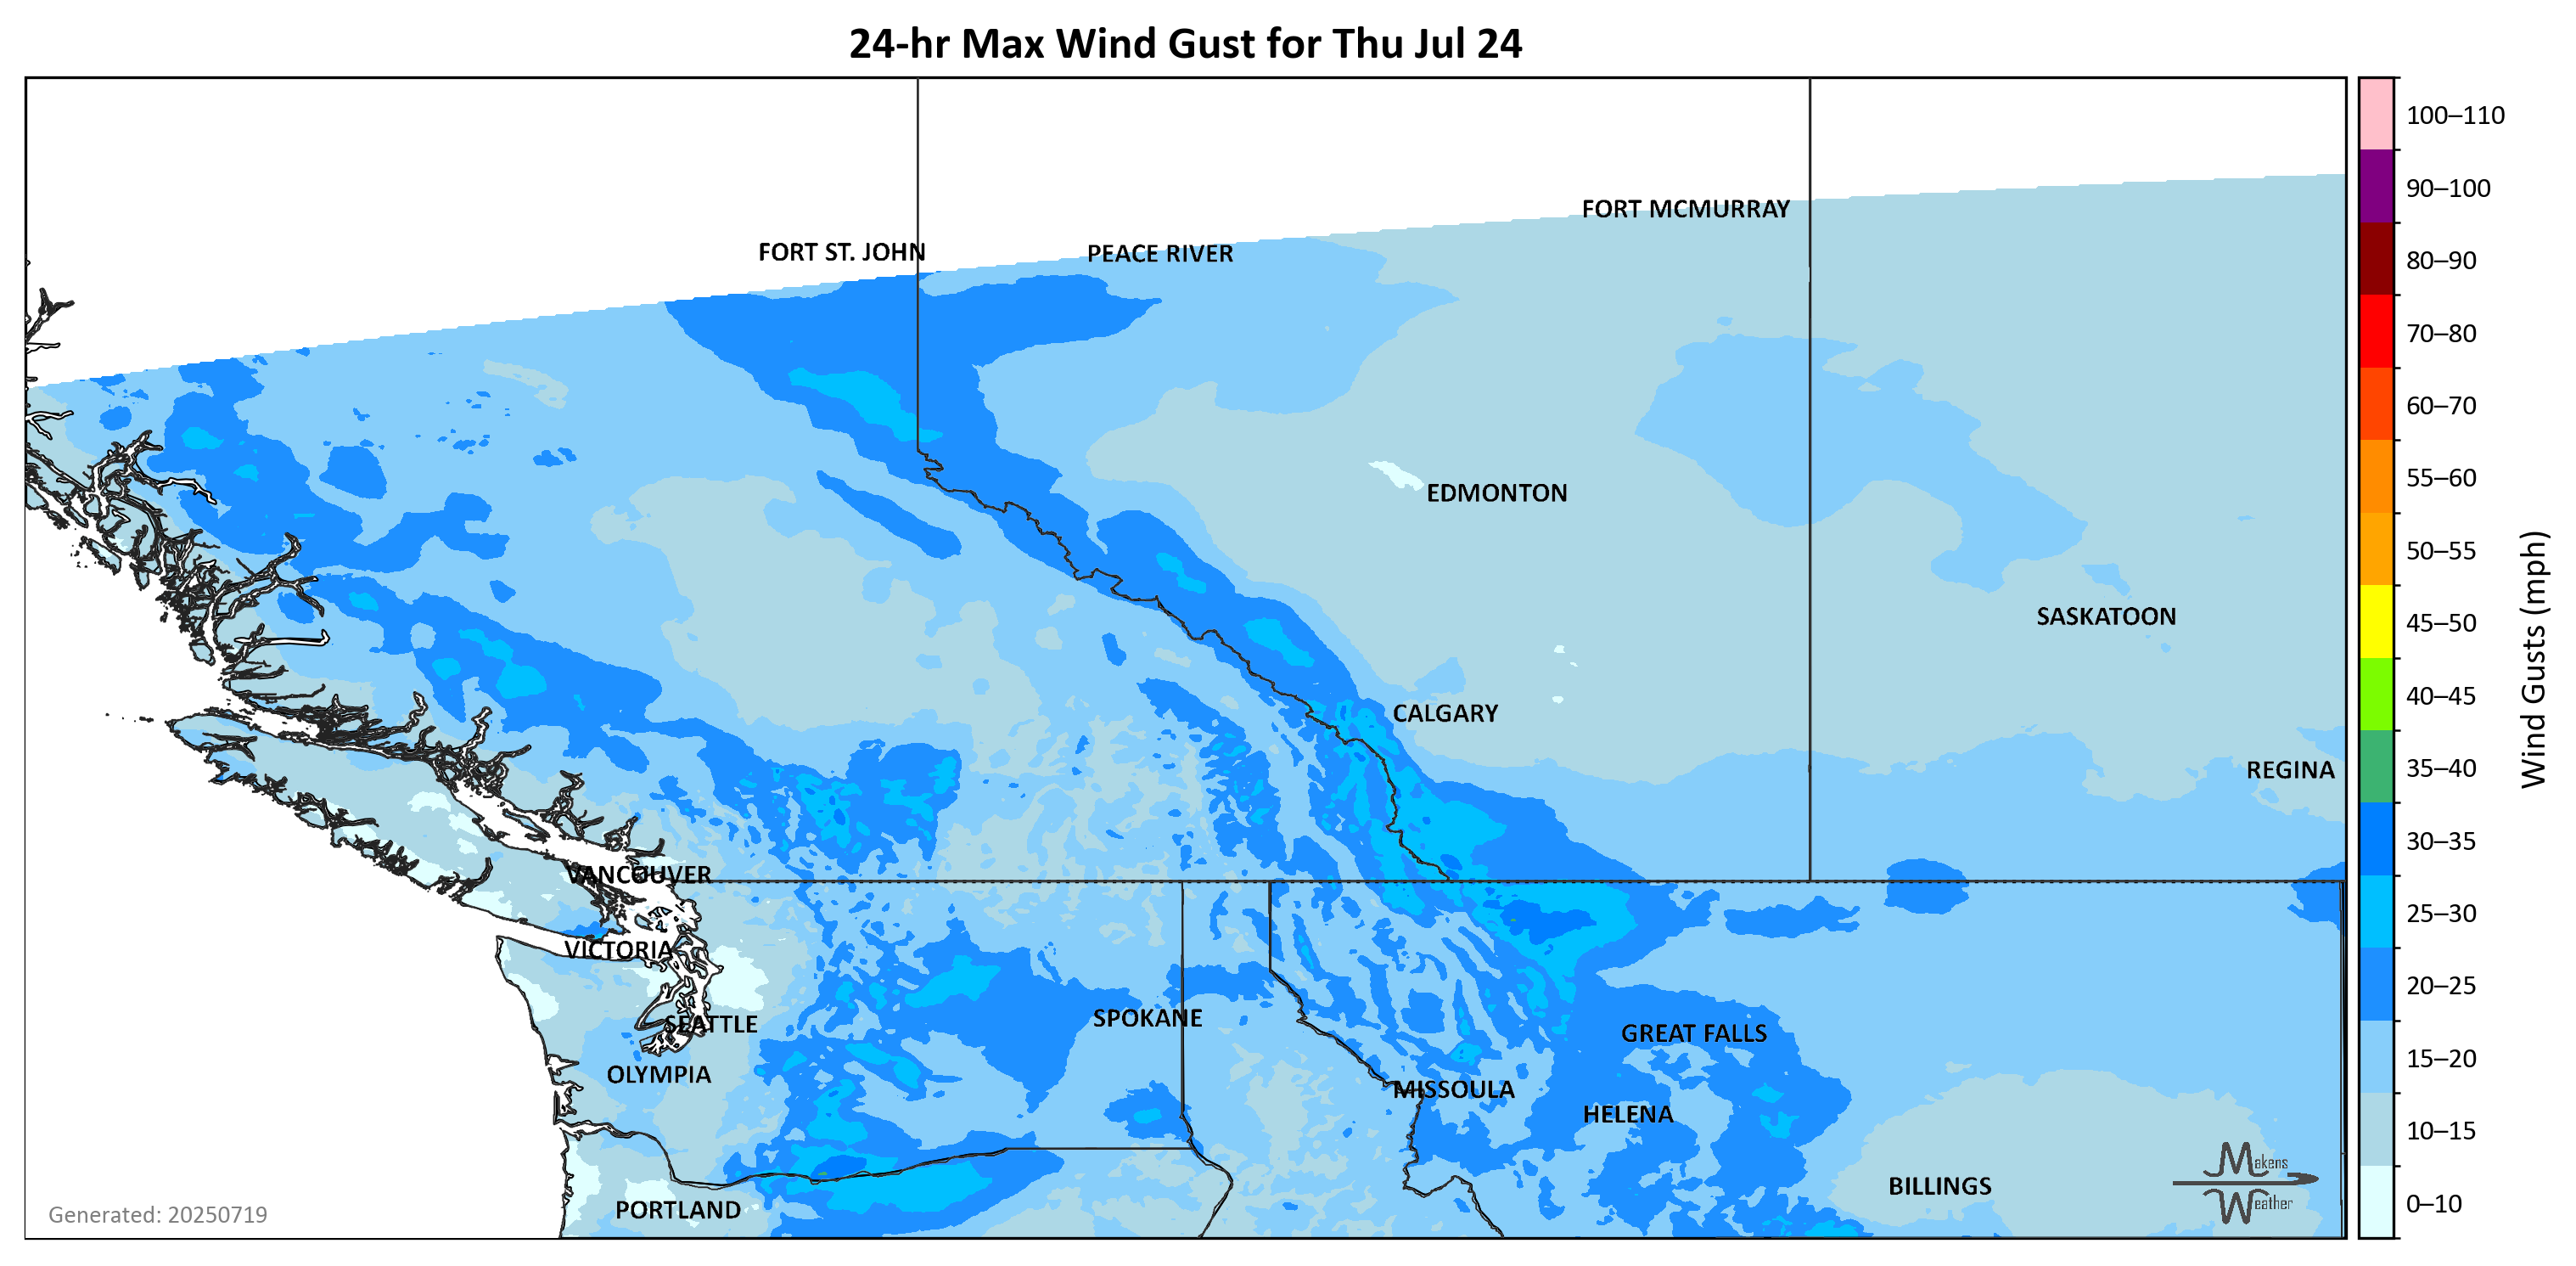 24-hr Max Wind Gust for Thu Jul 24
100–110
90–100
80–90
70–80
60–70
55–60
50–55
45–50
40–45
35–40
30–35
25–30
20–25
15–20
10–15
0–10
Wind Gusts (mph)
FORT MCMURRAY
FORT ST. JOHN
PEACE RIVER
EDMONTON
SASKATOON
CALGARY
REGINA
VANCOUVER
VICTORIA
SEATTLE
SPOKANE
GREAT FALLS
OLYMPIA
MISSOULA
HELENA
BILLINGS
PORTLAND
Makens
Weather
Generated: 20250719